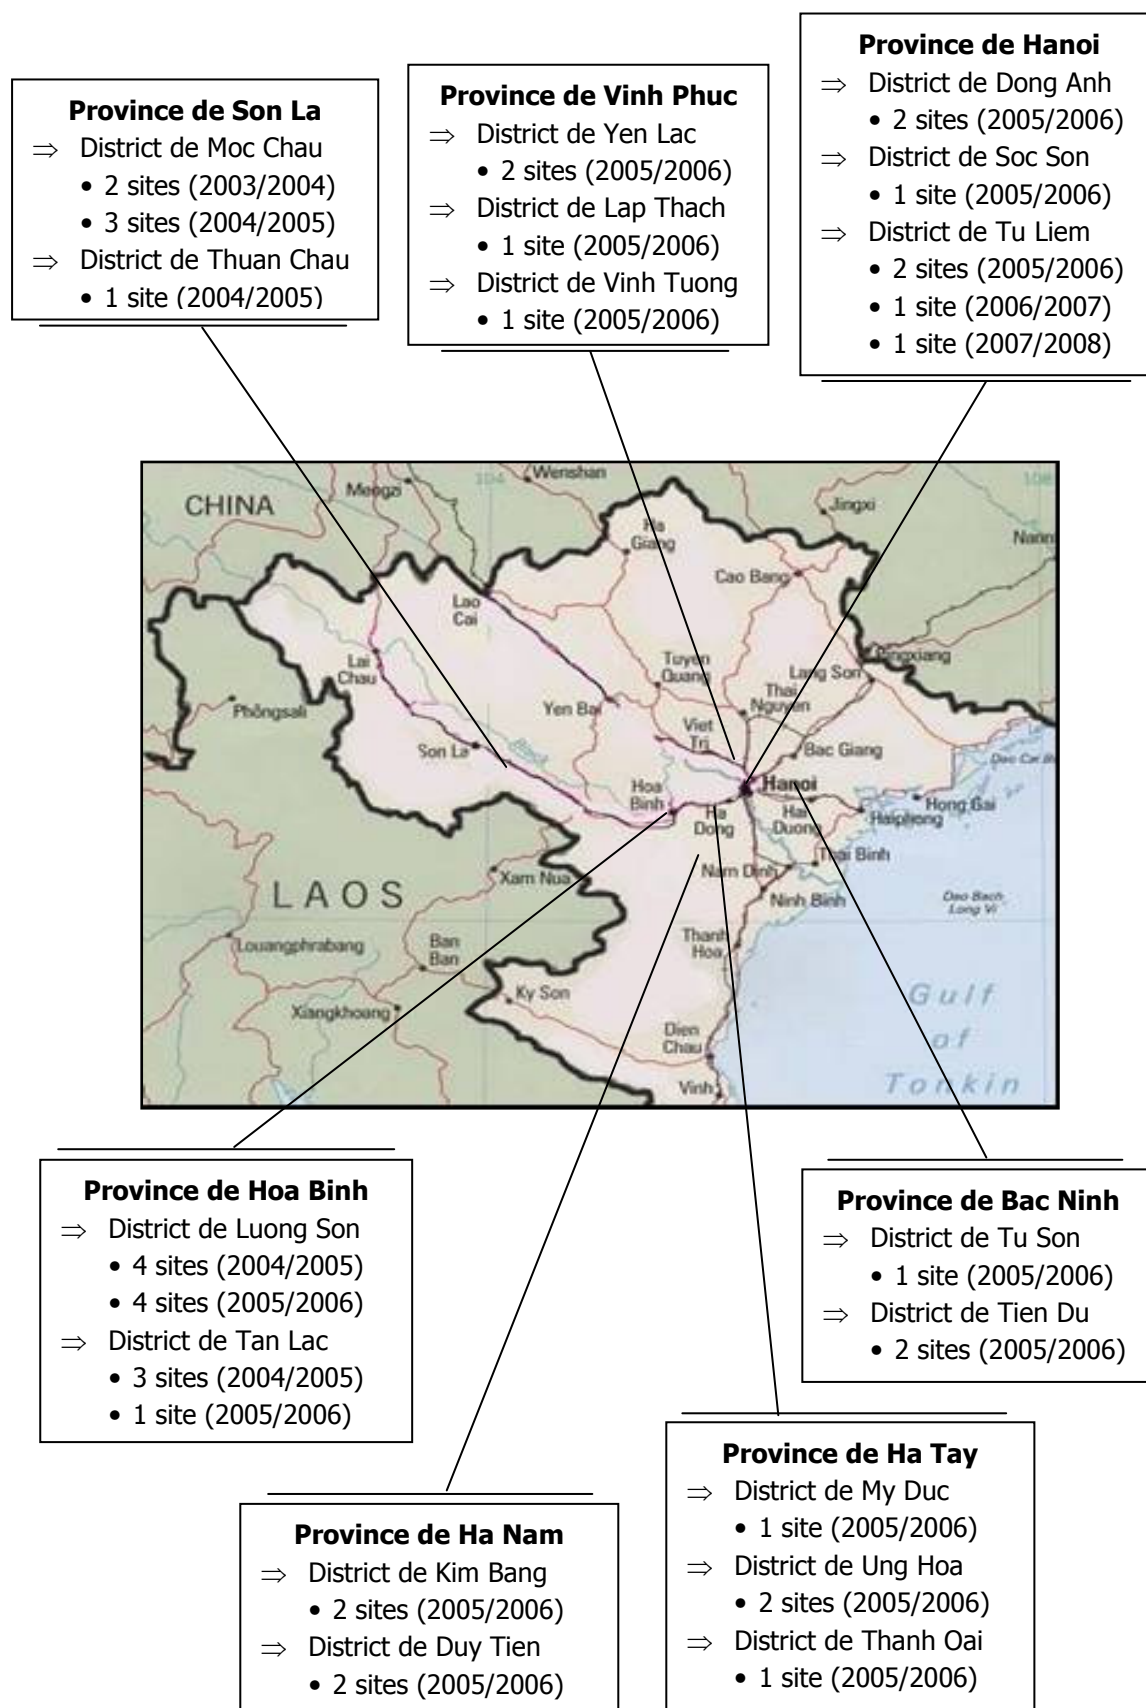 Province de Son La
⇒ District de Moc Chau
• 2 sites (2003/2004)
• 3 sites (2004/2005)
⇒ District de Thuan Chau
• 1 site (2004/2005)
Province de Vinh Phuc
⇒ District de Yen Lac
• 2 sites (2005/2006)
⇒ District de Lap Thach
• 1 site (2005/2006)
⇒ District de Vinh Tuong
• 1 site (2005/2006)
Province de Hanoi
⇒ District de Dong Anh
• 2 sites (2005/2006)
⇒ District de Soc Son
• 1 site (2005/2006)
⇒ District de Tu Liem
• 2 sites (2005/2006)
• 1 site (2006/2007)
• 1 site (2007/2008)
CHINA
Mengzi
104
Wenshan
Jingxi
108
Ha
Giang
Cao Bang
Lao
Cai
Lai
Chau
Tuyen
Quang
Lang Son
Pingxiang
Thai
Nguyen
Phôngsali
Yen Bai
Viet
Tri
Bac Giang
Son La
Black
Hoa
Binh
Hanoi
Ha
Dong
Hai
Duong
Hong Gai
Haiphong
Thai Binh
Nam Dinh
Ninh Binh
Xam Nua
LAOS
Dao Bach
Long Vi
Louangphrabang
Ban
Ban
Thanh
Hoa
Xiangkhoang
Ky Son
Gulf
of
Tonkin
Dien
Chau
Vinh
Province de Hoa Binh
⇒ District de Luong Son
• 4 sites (2004/2005)
• 4 sites (2005/2006)
⇒ District de Tan Lac
• 3 sites (2004/2005)
• 1 site (2005/2006)
Province de Bac Ninh
⇒ District de Tu Son
• 1 site (2005/2006)
⇒ District de Tien Du
• 2 sites (2005/2006)
Province de Ha Tay
⇒ District de My Duc
• 1 site (2005/2006)
⇒ District de Ung Hoa
• 2 sites (2005/2006)
⇒ District de Thanh Oai
• 1 site (2005/2006)
Province de Ha Nam
⇒ District de Kim Bang
• 2 sites (2005/2006)
⇒ District de Duy Tien
• 2 sites (2005/2006)